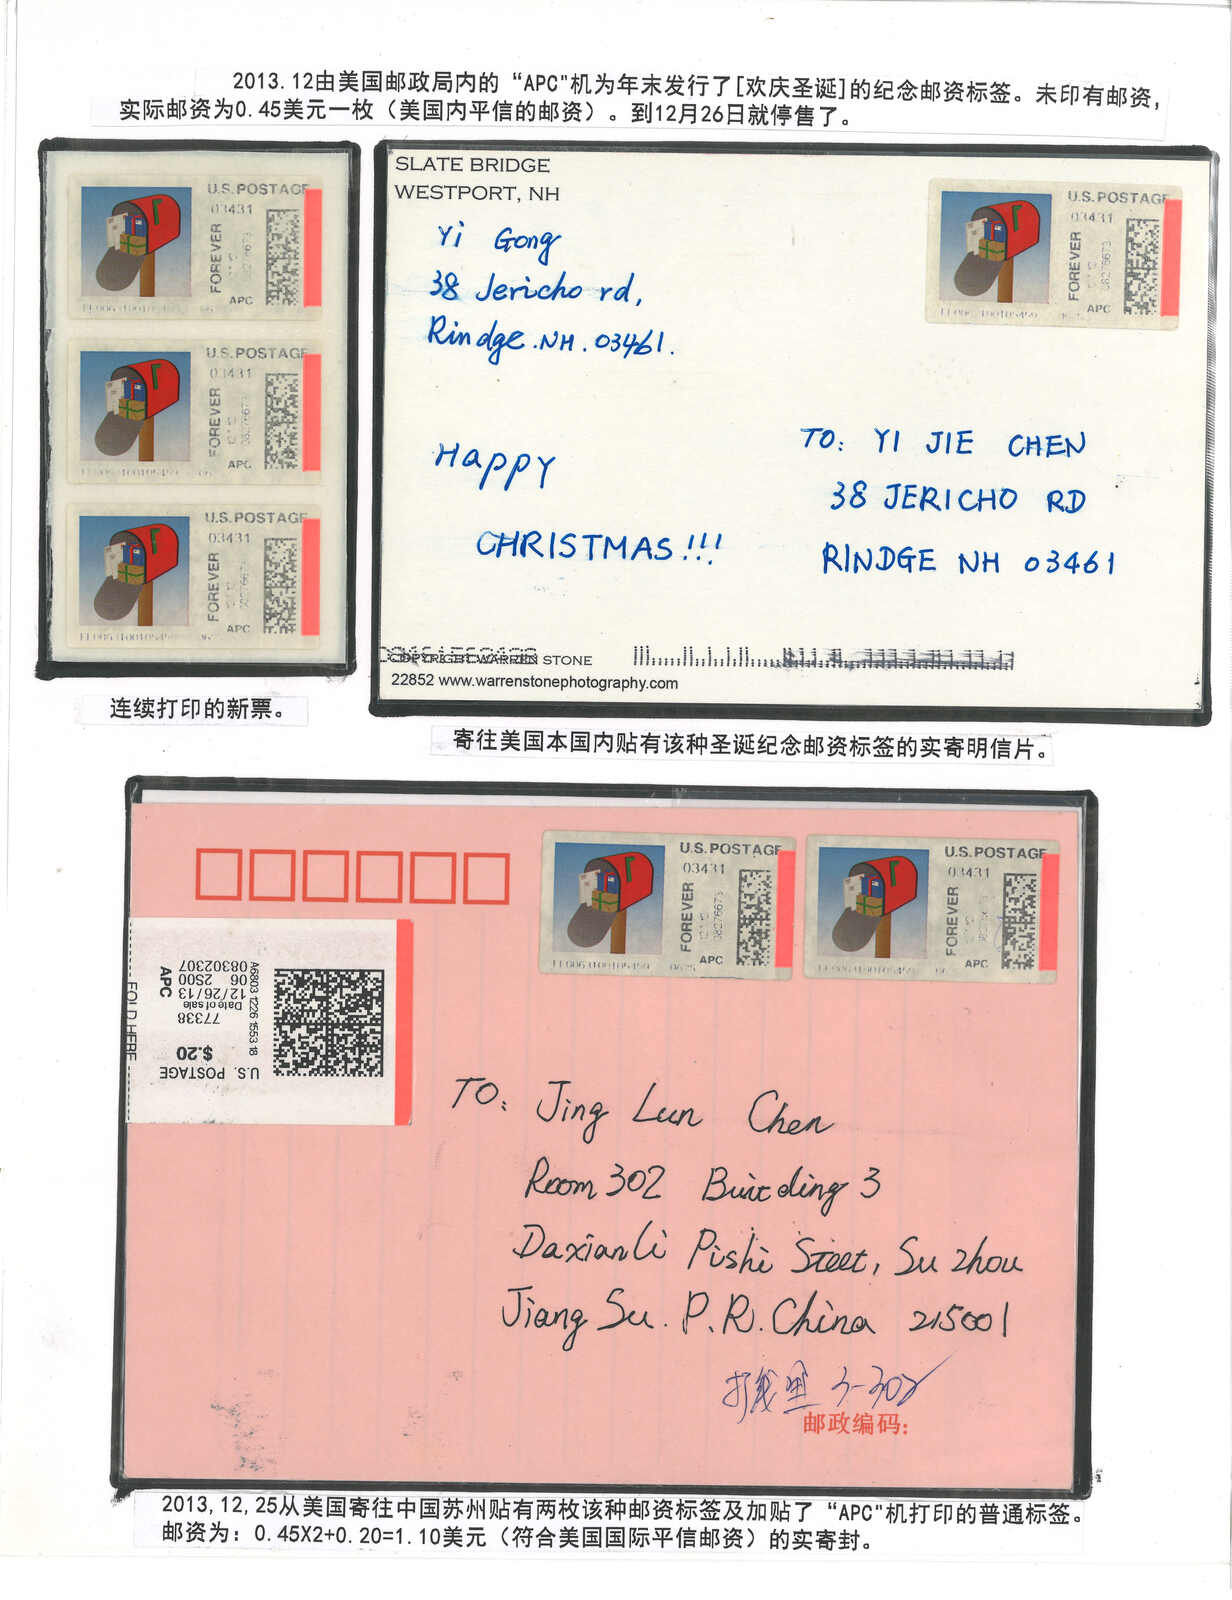 2013.12由美国邮政局内的“APC"机为年末发行了[欢庆圣诞]的纪念邮资标签。未印有邮资,
实际邮资为0.45美元一枚（美国内平信的邮资）。到12月26日就停售了。
U.S. POSTAGE
03431
FOREVER
APC
U.S. POSTAGE
03431
FOREVER
APC
U.S. POSTAGE
03431
FOREVER
APC
连续打印的新票。
SLATE BRIDGE
WESTPORT, NH
Yi Gong
38 Jericho rd,
Rindge.NH.03461.
U.S. POSTAGE
03431
FOREVER
APC
Happy
CHRISTMAS!!!
TO: YI JIE CHEN
38 JERICHO RD
RINDGE NH 03461
COPYRIGHT WARREN STONE
22852 www.warrenstonephotography.com
寄往美国本国内贴有该种圣诞纪念邮资标签的实寄明信片。
U.S. POSTAGE
03431
FOREVER
APC
U.S. POSTAGE
03431
FOREVER
APC
U.S. POSTAGE
$.20
77338
Date of sale
12/26/13
06 2500
08302307
APC
FOLD HERE
TO: Jing Lun Chen
Room 302 Building 3
Daxianli Pishi Steet, Su zhou
Jiang Su. P.R. China 215001
3-302
邮政编码:
2013,12,25从美国寄往中国苏州贴有两枚该种邮资标签及加贴了“APC"机打印的普通标签。
邮资为: 0.45X2+0.20=1.10美元（符合美国国际平信邮资）的实寄封。